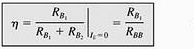 η = R_{B_1} / (R_{B_1} + R_{B_2}) |_{I_E = 0} = R_{B_1} / R_{BB}